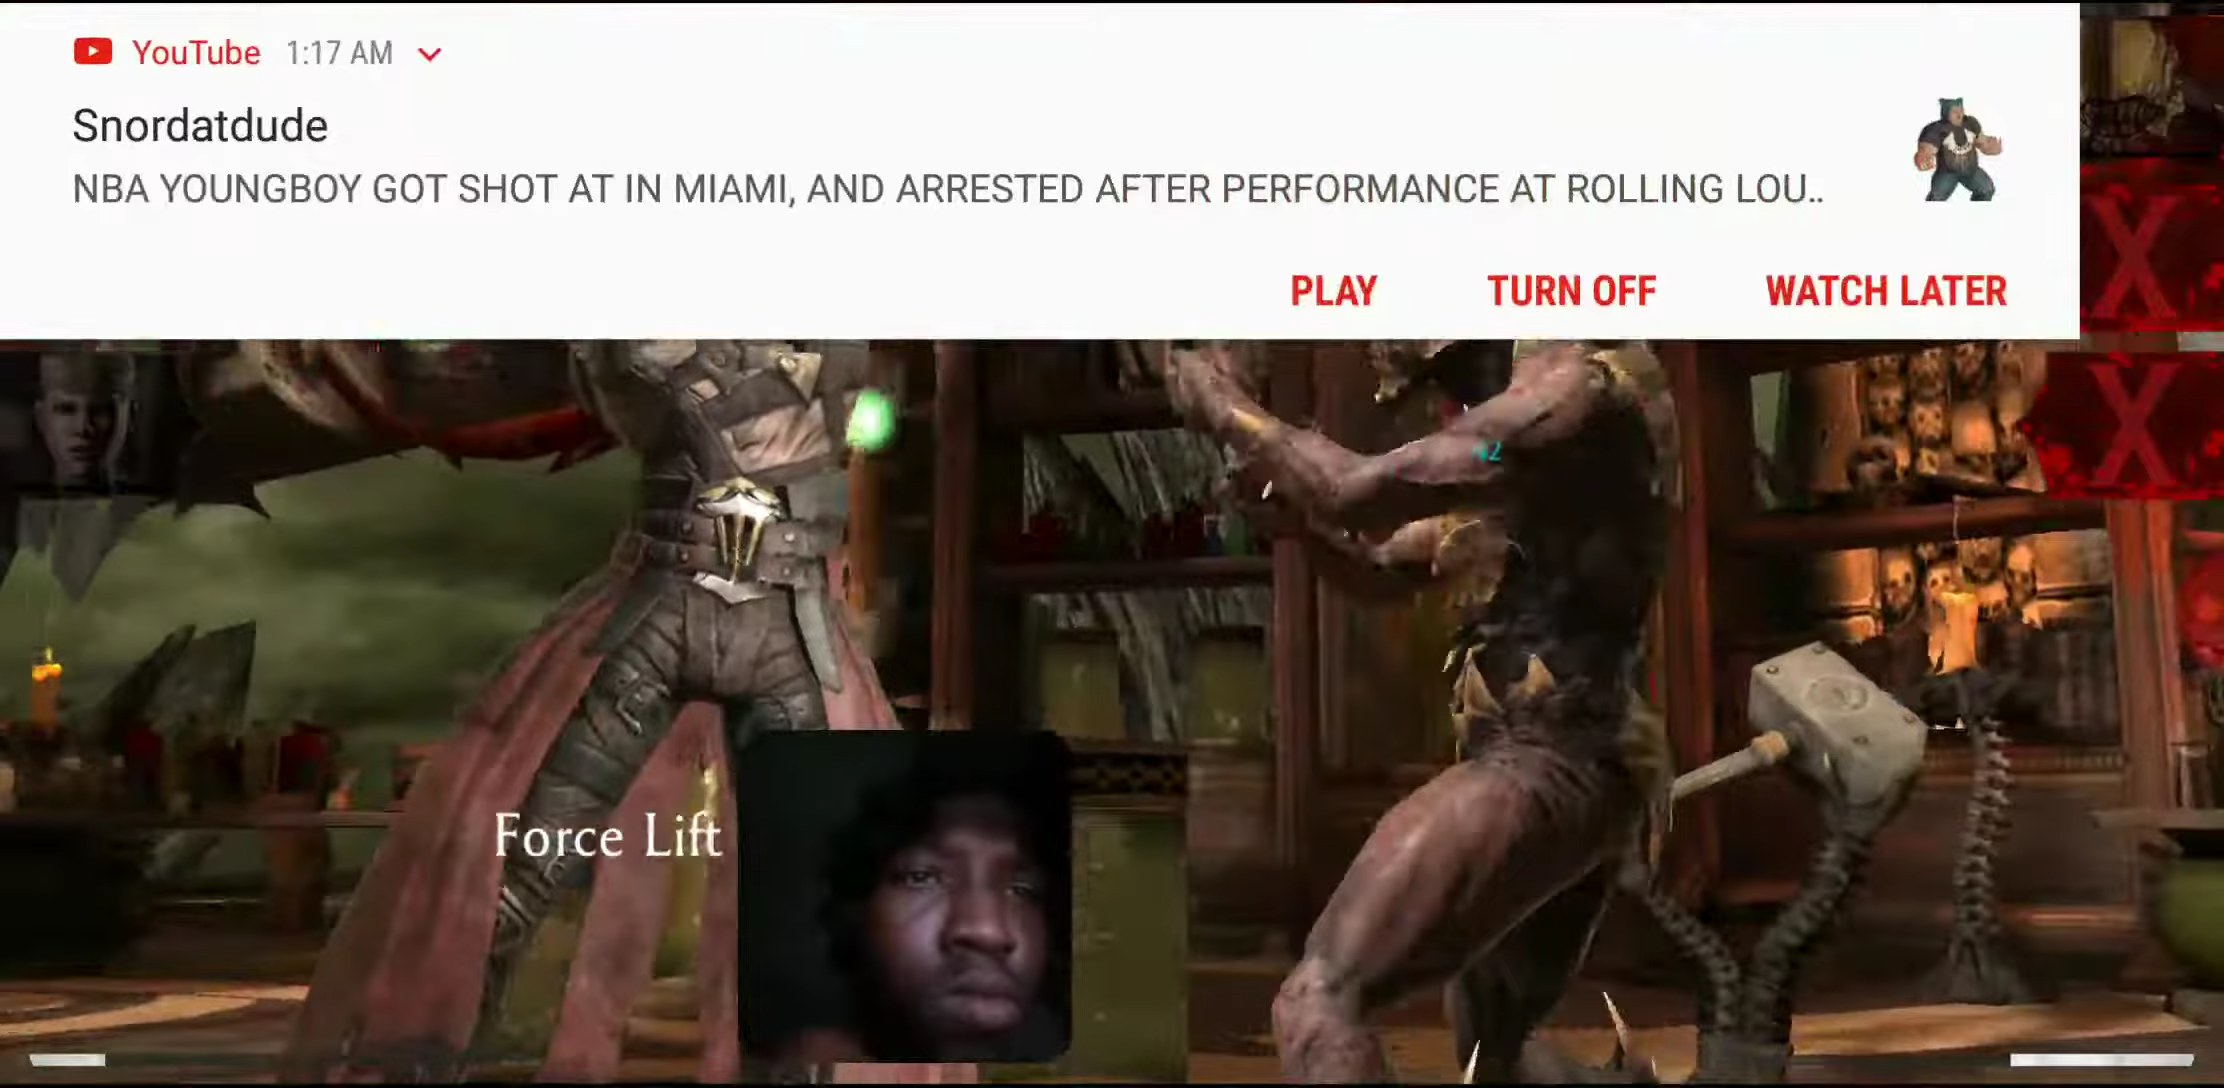 YouTube 1:17 AM
Snordatdude
NBA YOUNGBOY GOT SHOT AT IN MIAMI, AND ARRESTED AFTER PERFORMANCE AT ROLLING LOU..
PLAY TURN OFF WATCH LATER
X
X
42
Force Lift